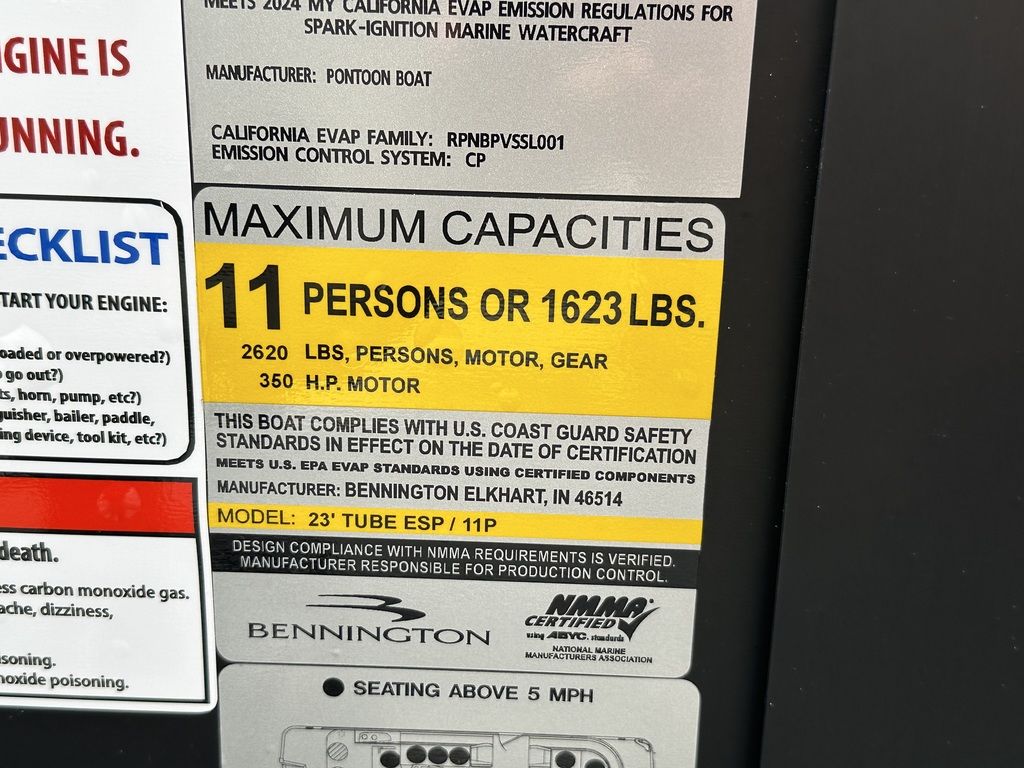 MEETS 2024 MY CALIFORNIA EVAP EMISSION REGULATIONS FOR
SPARK-IGNITION MARINE WATERCRAFT
MANUFACTURER: PONTOON BOAT
CALIFORNIA EVAP FAMILY: RPNBPVSSL001
EMISSION CONTROL SYSTEM: CP
GINE IS
UNNING.
ECKLIST
TART YOUR ENGINE:
oaded or overpowered?)
go out?)
ts, horn, pump, etc?)
guisher, bailer, paddle,
ing device, tool kit, etc?)
death.
ess carbon monoxide gas.
ache, dizziness,
isoning.
noxide poisoning.
MAXIMUM CAPACITIES
11 PERSONS OR 1623 LBS.
2620 LBS, PERSONS, MOTOR, GEAR
350 H.P. MOTOR
THIS BOAT COMPLIES WITH U.S. COAST GUARD SAFETY
STANDARDS IN EFFECT ON THE DATE OF CERTIFICATION
MEETS U.S. EPA EVAP STANDARDS USING CERTIFIED COMPONENTS
MANUFACTURER: BENNINGTON ELKHART, IN 46514
MODEL: 23' TUBE ESP / 11P
DESIGN COMPLIANCE WITH NMMA REQUIREMENTS IS VERIFIED.
MANUFACTURER RESPONSIBLE FOR PRODUCTION CONTROL.
BENNINGTON
NMMA
CERTIFIED
using ABYC. standards
NATIONAL MARINE
MANUFACTURERS ASSOCIATION
SEATING ABOVE 5 MPH